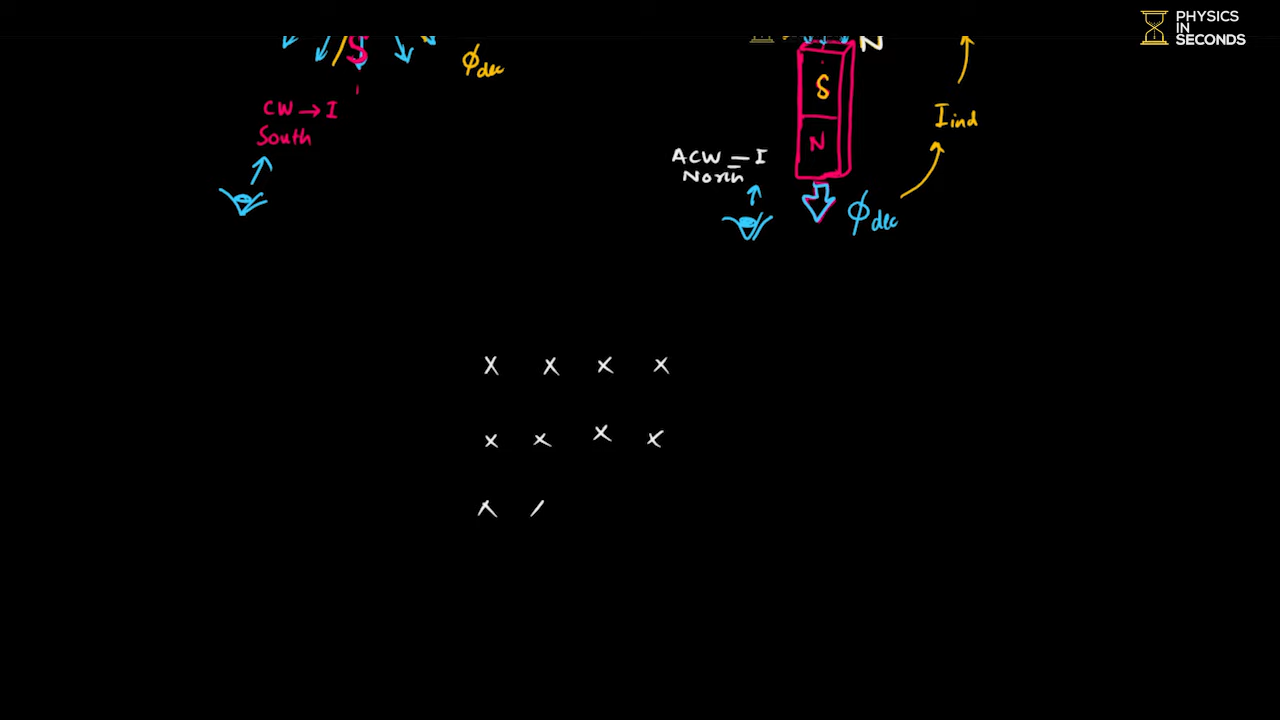 PHYSICS
IN
SECONDS
S
ϕdec
N
S
N
CW → I
South
Iind
ACW – I
North
ϕdec
x x x x
x x x x